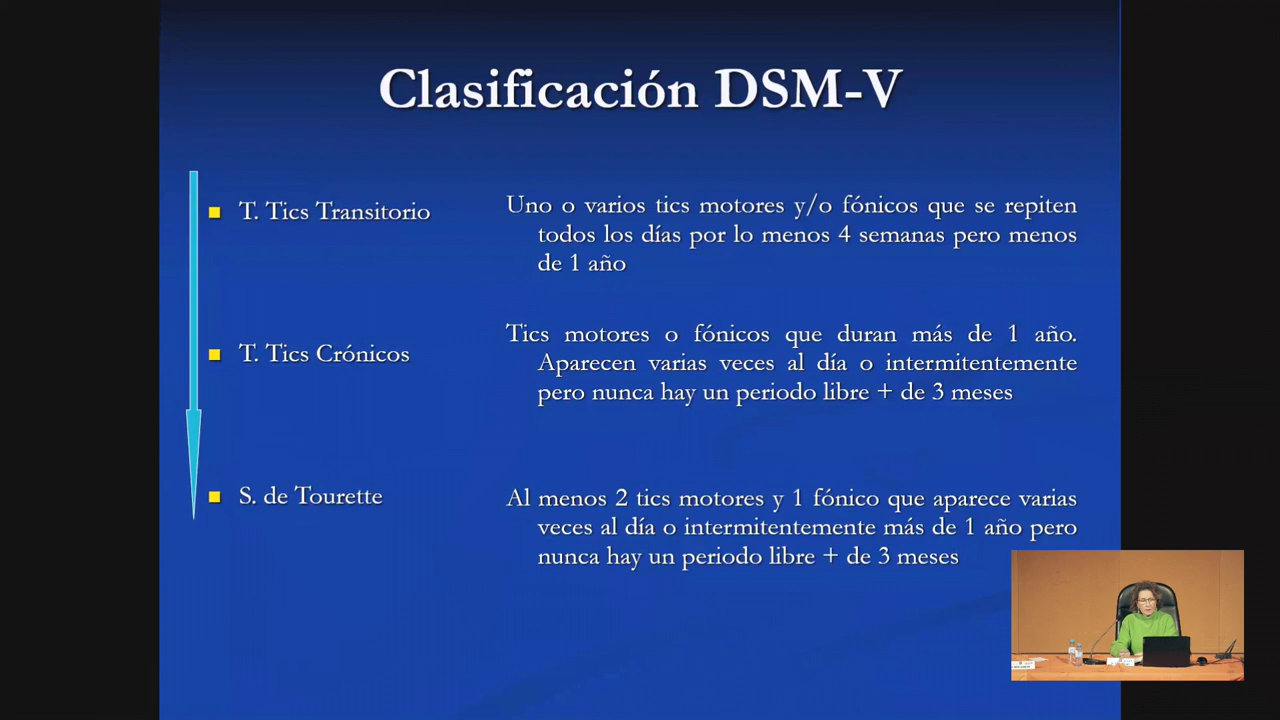 Clasificación DSM-V
T. Tics Transitorio
Uno o varios tics motores y/o fónicos que se repiten
todos los días por lo menos 4 semanas pero menos
de 1 año
T. Tics Crónicos
Tics motores o fónicos que duran más de 1 año.
Aparecen varias veces al día o intermitentemente
pero nunca hay un periodo libre + de 3 meses
S. de Tourette
Al menos 2 tics motores y 1 fónico que aparece varias
veces al día o intermitentemente más de 1 año pero
nunca hay un periodo libre + de 3 meses